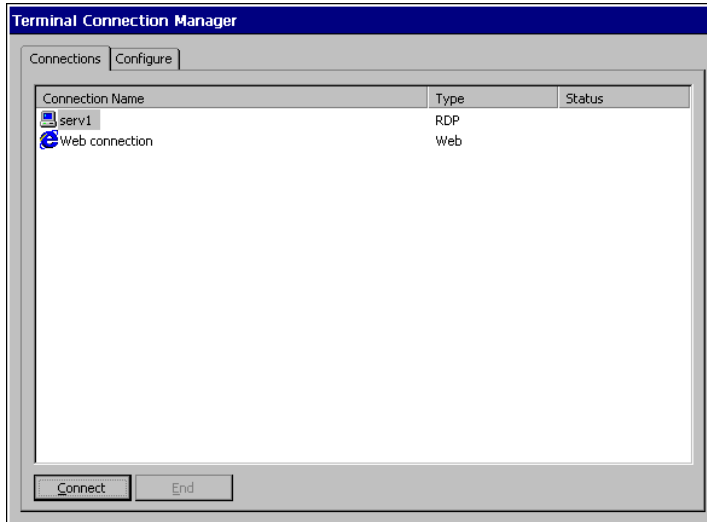 Terminal Connection Manager
Connections Configure
Connection Name Type Status
serv1 RDP
Web connection Web
Connect End